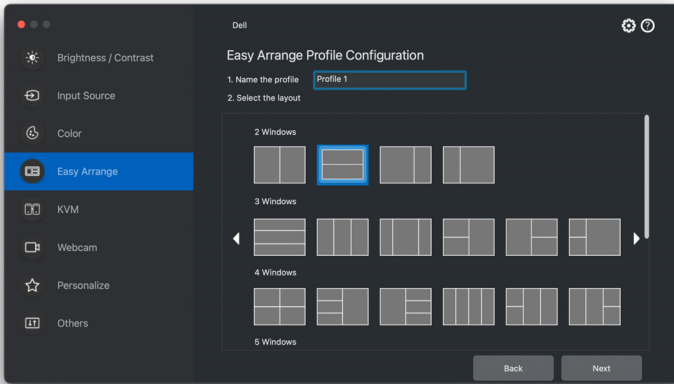 Dell
Brightness / Contrast
Input Source
Color
Easy Arrange
KVM
Webcam
Personalize
Others
Easy Arrange Profile Configuration
1. Name the profile Profile 1
2. Select the layout
2 Windows
3 Windows
4 Windows
5 Windows
Back Next